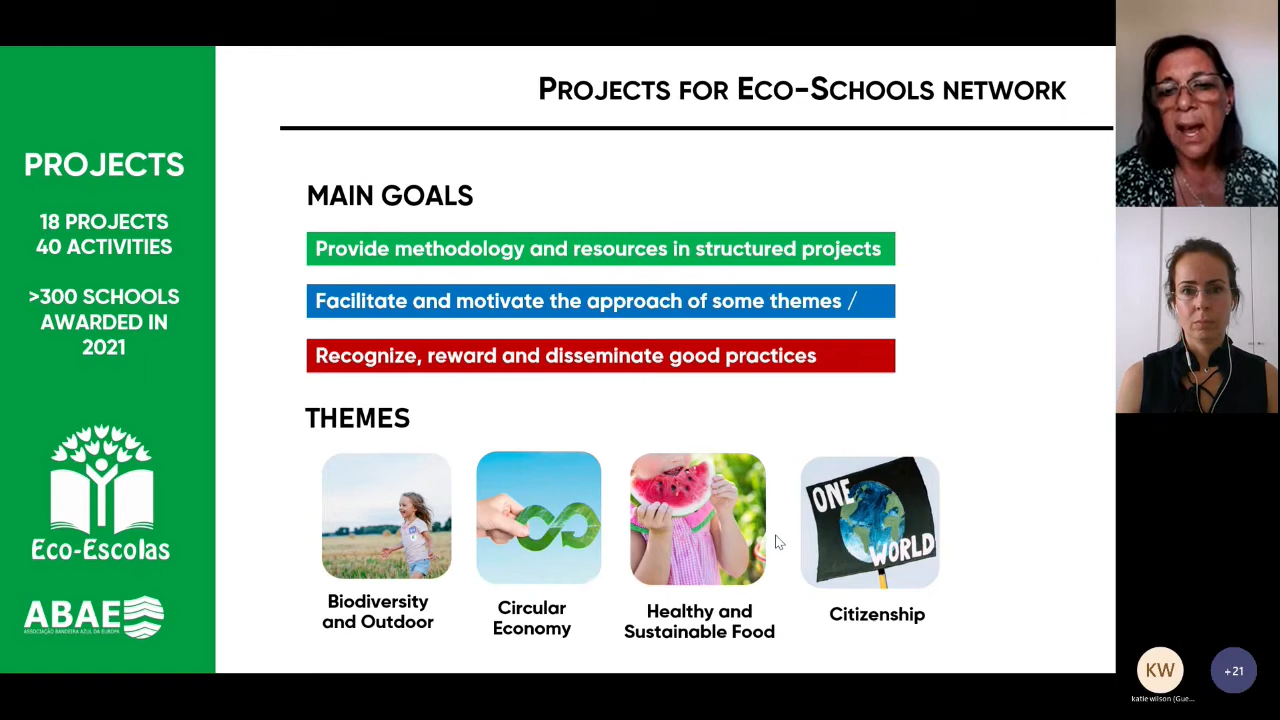 PROJECTS FOR ECO-SCHOOLS NETWORK
PROJECTS
18 PROJECTS
40 ACTIVITIES
>300 SCHOOLS
AWARDED IN
2021
Eco-Escolas
ABAE
ASSOCIAÇÃO BANDEIRA AZUL DA EUROPA
MAIN GOALS
Provide methodology and resources in structured projects
Facilitate and motivate the approach of some themes /
Recognize, reward and disseminate good practices
THEMES
ONE
WORLD
Biodiversity
and Outdoor
Circular
Economy
Healthy and
Sustainable Food
Citizenship
KW
katie wilson (Gue...
+21